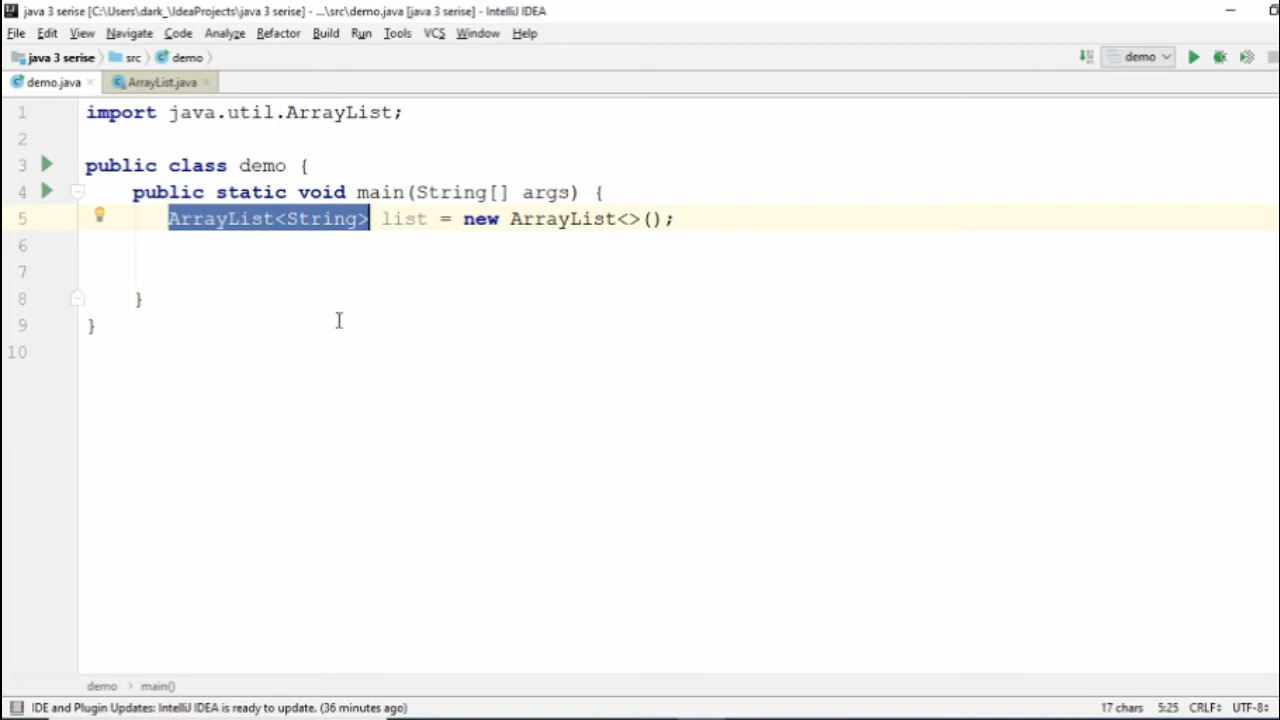 java 3 serise [C:\Users\dark_\IdeaProjects\java 3 serise] - ...\src\demo.java [java 3 serise] - IntelliJ IDEA
File Edit View Navigate Code Analyze Refactor Build Run Tools VCS Window Help
java 3 serise src demo demo
demo.java ArrayList.java
1 import java.util.ArrayList;
2
3 public class demo {
4 public static void main(String[] args) {
5 ArrayList<String> list = new ArrayList<>();
6
7
8 }
9 }
10
demo main()
IDE and Plugin Updates: IntelliJ IDEA is ready to update. (36 minutes ago) 17 chars 5:25 CRLF UTF-8